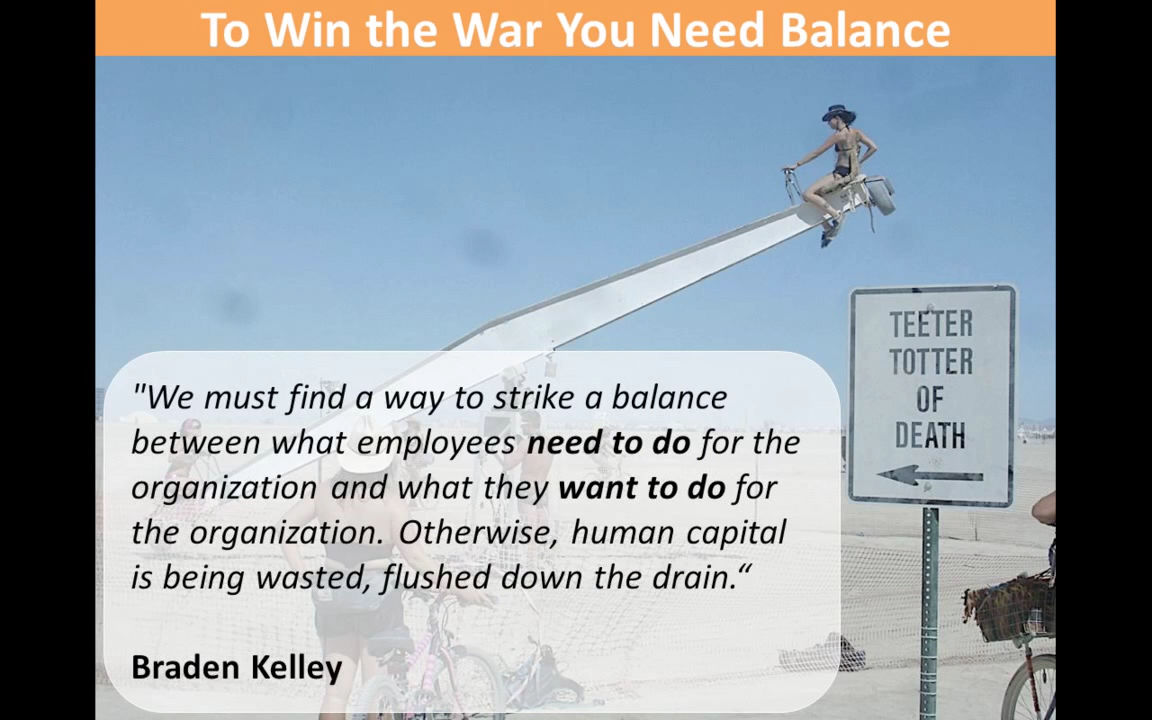 To Win the War You Need Balance
TEETER
TOTTER
OF
DEATH
"We must find a way to strike a balance
between what employees need to do for the
organization and what they want to do for
the organization. Otherwise, human capital
is being wasted, flushed down the drain.“
Braden Kelley